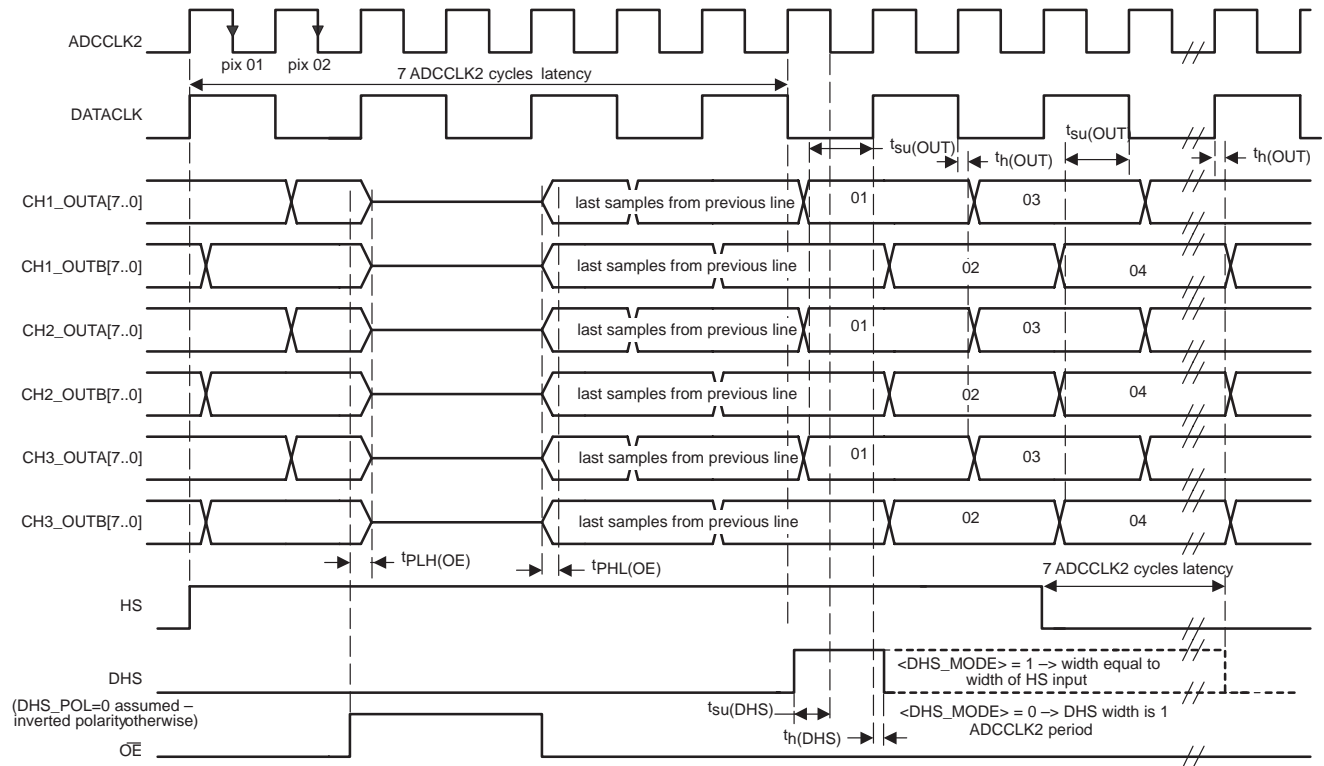 ADCCLK2
pix 01
pix 02
7 ADCCLK2 cycles latency
DATACLK
tsu(OUT)
th(OUT)
tsu(OUT)
th(OUT)
CH1_OUTA[7..0]
last samples from previous line
01
03
CH1_OUTB[7..0]
last samples from previous line
02
04
CH2_OUTA[7..0]
last samples from previous line
01
03
CH2_OUTB[7..0]
last samples from previous line
02
04
CH3_OUTA[7..0]
last samples from previous line
01
03
CH3_OUTB[7..0]
last samples from previous line
02
04
tPLH(OE)
tPHL(OE)
7 ADCCLK2 cycles latency
HS
DHS
(DHS_POL=0 assumed –
inverted polarityotherwise)
<DHS_MODE> = 1 –> width equal to
width of HS input
tsu(DHS)
<DHS_MODE> = 0 –> DHS width is 1
ADCCLK2 period
th(DHS)
O̅E̅